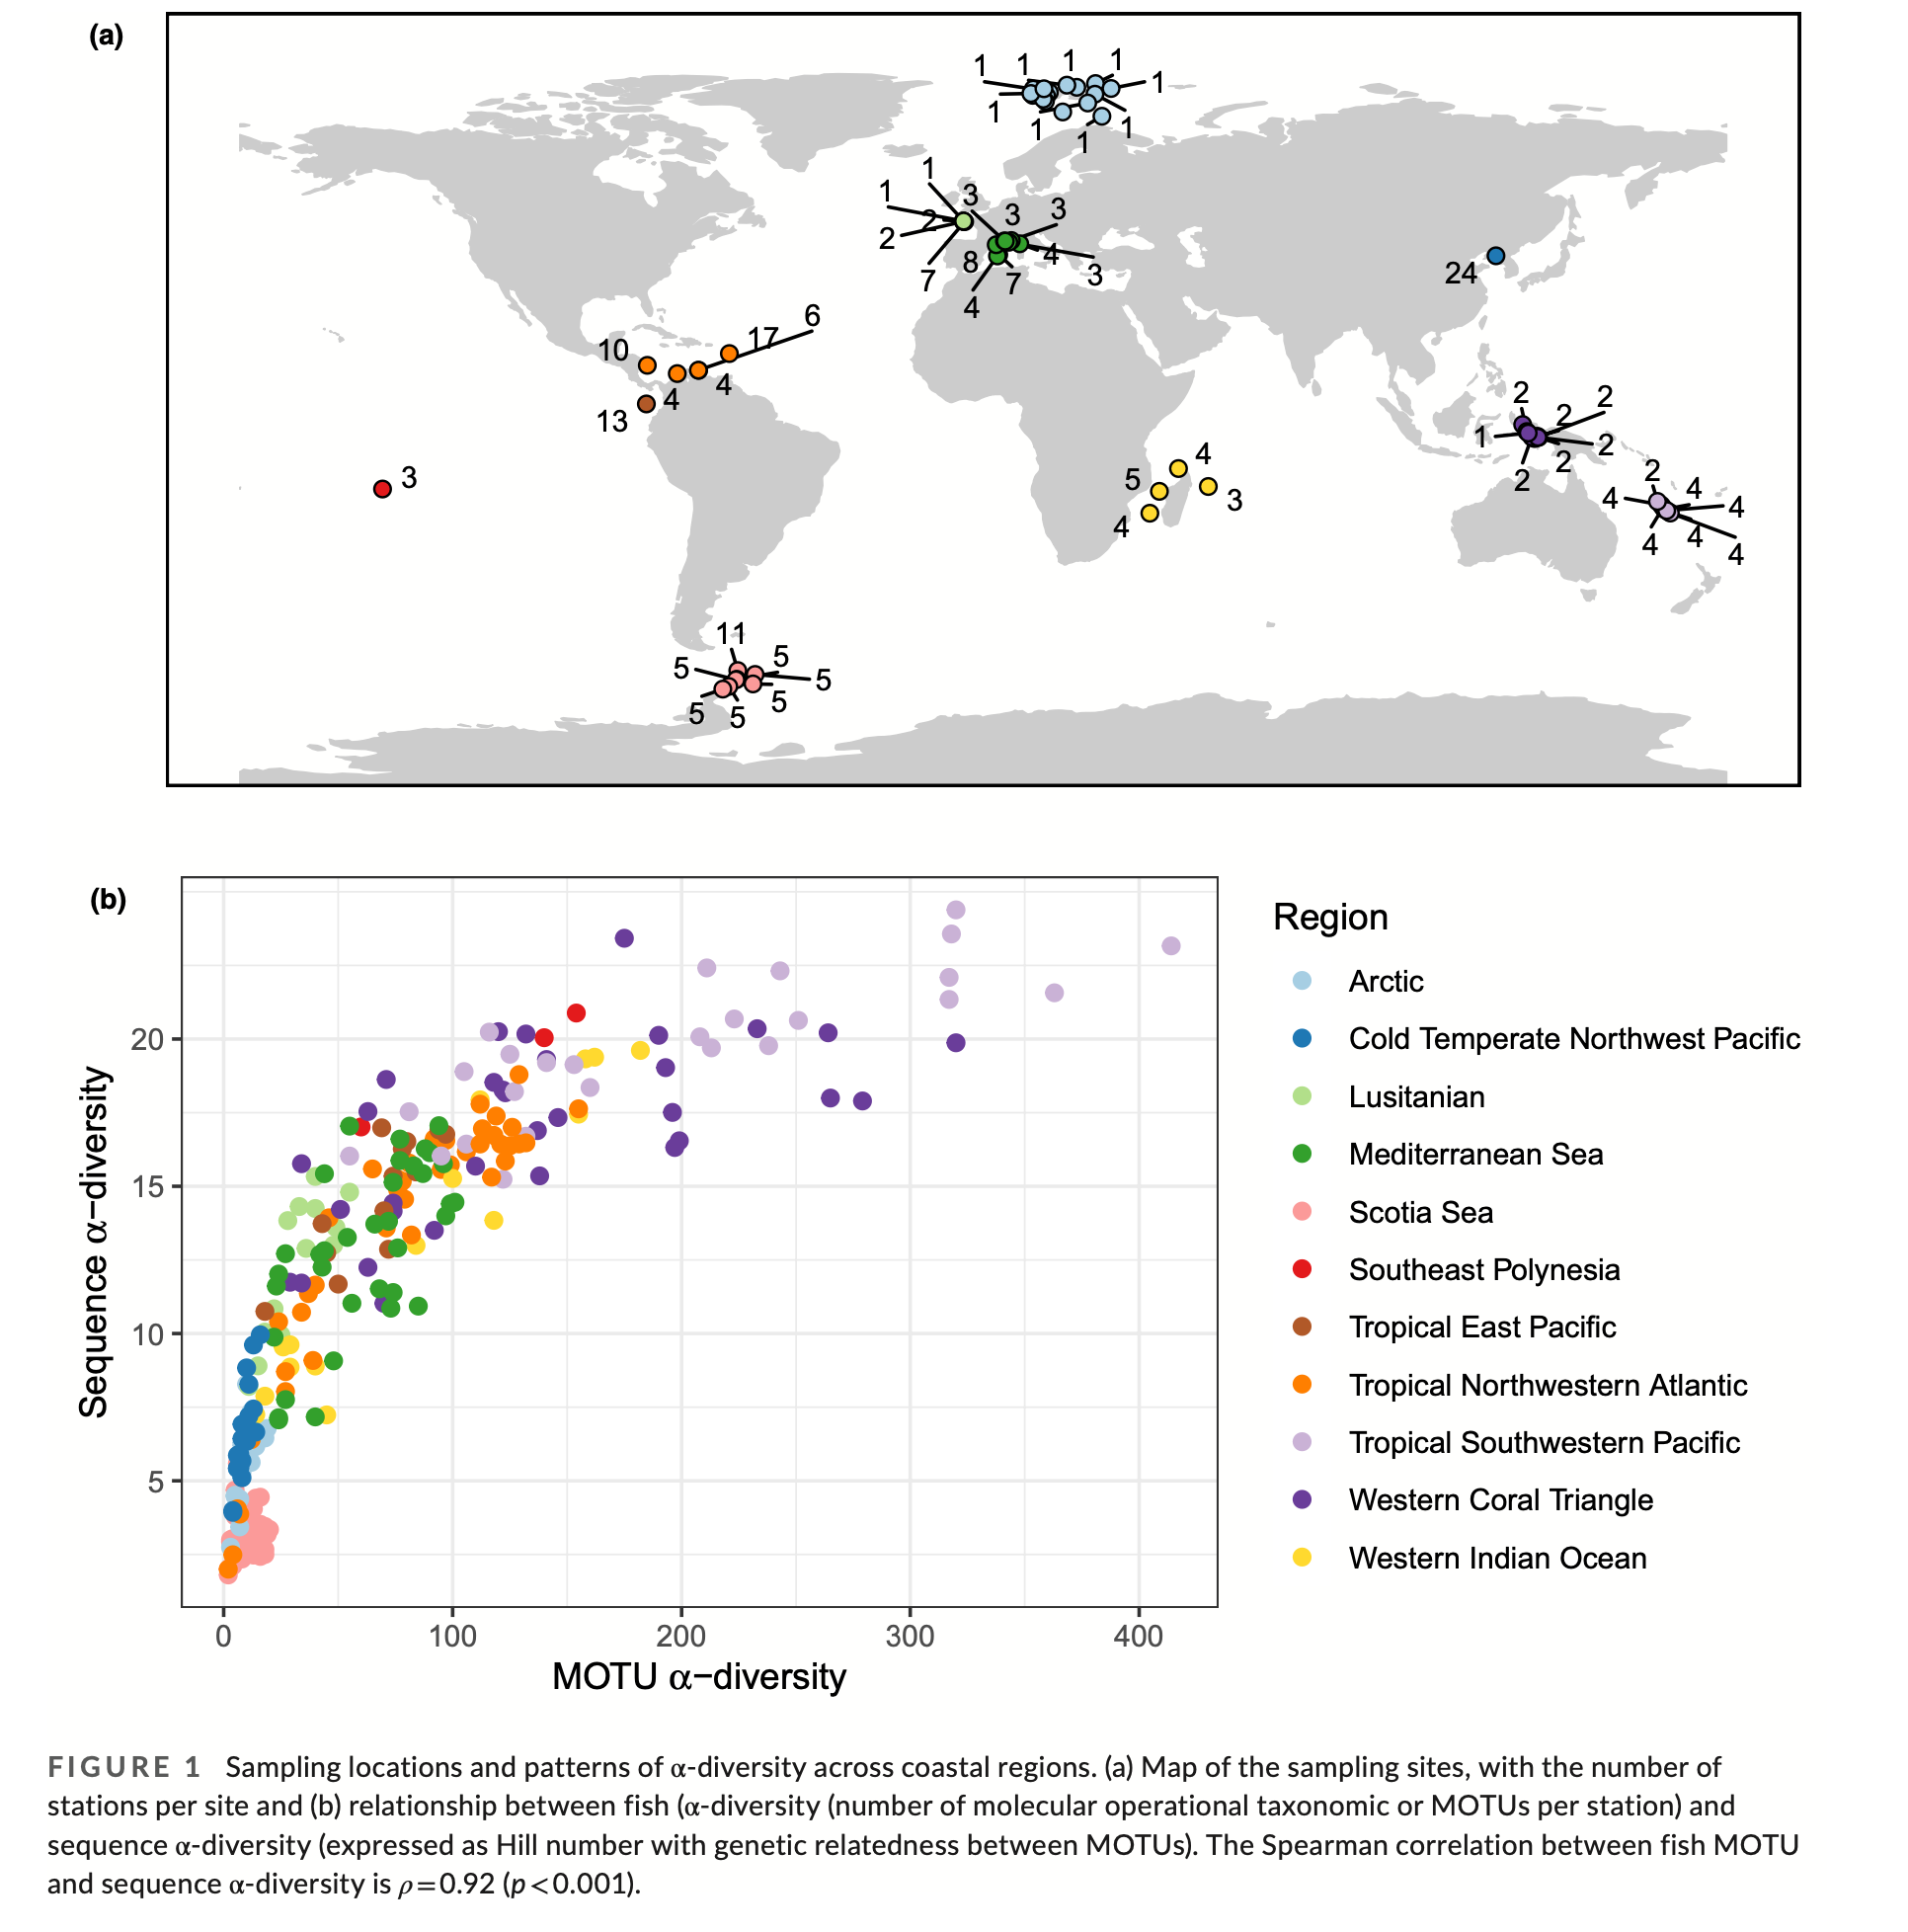 (a)
1 1 1 1 1
1 1 1 1
1
1 3 3 3
2
2 7 8 4 7 4 3
24
6
10 17
4 4
13
3
4
5 3
4
2 2 2
1 2
2 2
2 4 4
4
4 4 4
11
5 5 5
5 5 5
(b)
Sequence α−diversity
20
15
10
5
0 100 200 300 400
MOTU α−diversity
Region
Arctic
Cold Temperate Northwest Pacific
Lusitanian
Mediterranean Sea
Scotia Sea
Southeast Polynesia
Tropical East Pacific
Tropical Northwestern Atlantic
Tropical Southwestern Pacific
Western Coral Triangle
Western Indian Ocean
FIGURE 1 Sampling locations and patterns of α-diversity across coastal regions. (a) Map of the sampling sites, with the number of
stations per site and (b) relationship between fish (α-diversity (number of molecular operational taxonomic or MOTUs per station) and
sequence α-diversity (expressed as Hill number with genetic relatedness between MOTUs). The Spearman correlation between fish MOTU
and sequence α-diversity is ρ=0.92 (p<0.001).